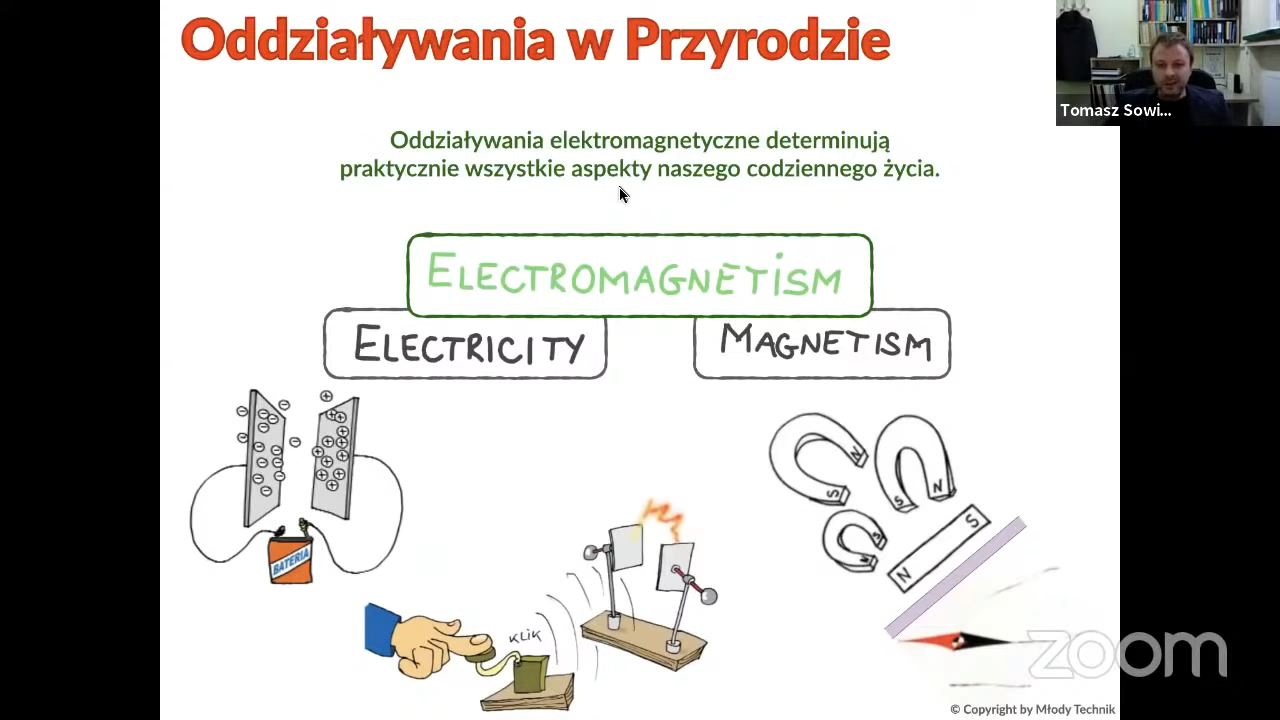 Oddziaływania w Przyrodzie
Tomasz Sowi...
Oddziaływania elektromagnetyczne determinują
praktycznie wszystkie aspekty naszego codziennego życia.
ELECTROMAGNETiSM
ELECTRICITY
MAGNETISM
BATERIA
KLIK
N
S
S
N
S
N
S
N
zoom
© Copyright by Młody Technik